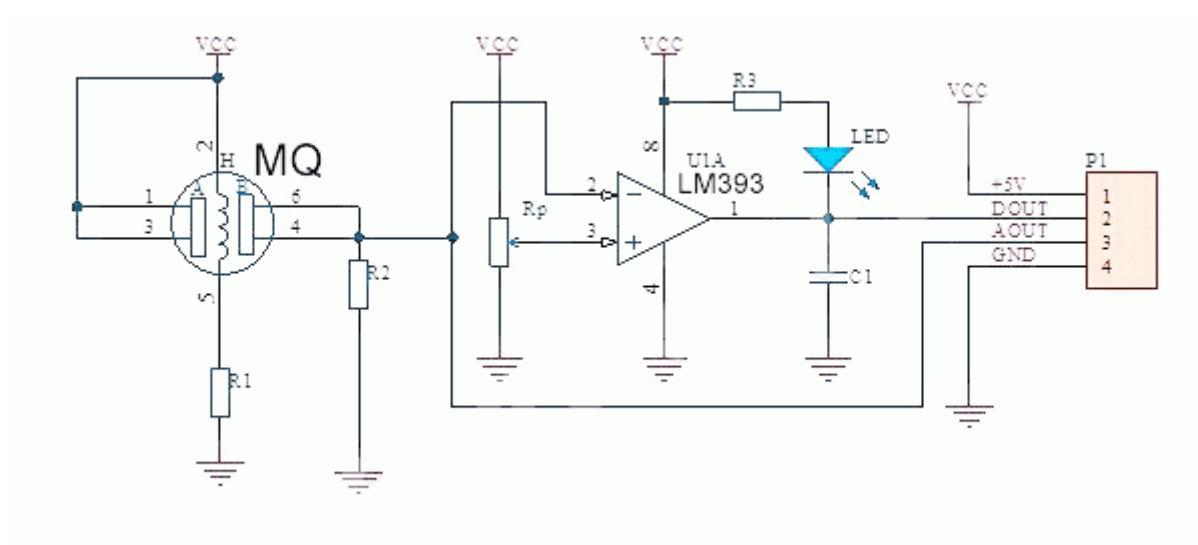 VCC
VCC
VCC
R3
VCC
2
H
MQ
8
LED
U1A
P1
LM393
1
A
B
6
2
−
+5V
1
Rp
1
DOUT
2
3
4
3
+
AOUT
3
GND
4
R2
5
4
C1
R1